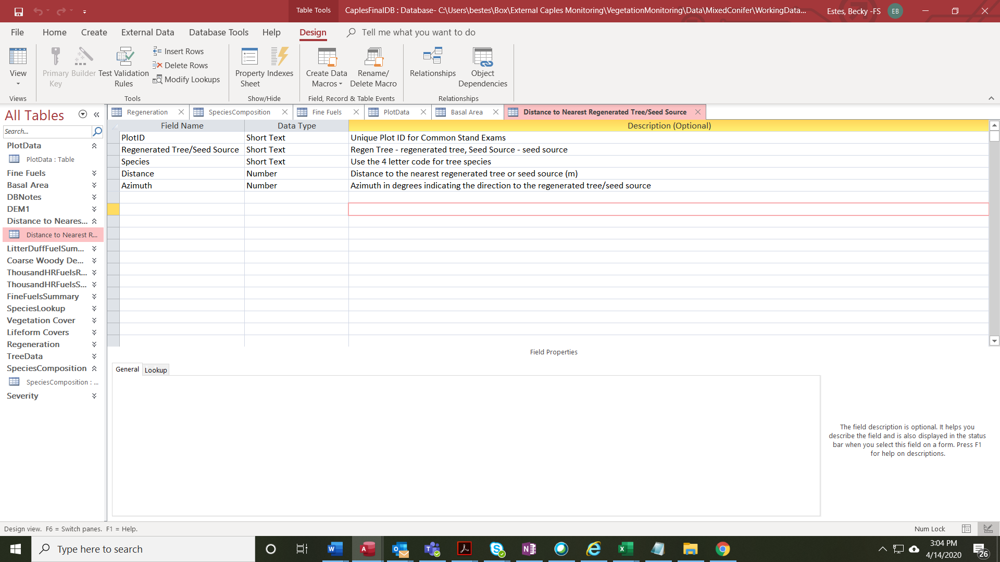 Table Tools
CaplesFinalDB : Database- C:\Users\bestes\Box\External Caples Monitoring\VegetationMonitoring\Data\MixedConifer\WorkingData...
Estes, Becky -FS
EB
File Home Create External Data Database Tools Help Design Tell me what you want to do
View
Primary Key
Builder
Test Validation Rules
Insert Rows
Delete Rows
Modify Lookups
Property Sheet
Indexes
Create Data Macros
Rename/ Delete Macro
Relationships
Object Dependencies
Views Tools Show/Hide Field, Record & Table Events Relationships
All Tables
Search...
PlotData
PlotData : Table
Fine Fuels
Basal Area
DBNotes
DEM1
Distance to Neares...
Distance to Nearest R...
LitterDuffFuelSum...
Coarse Woody De...
ThousandHRFuelsR...
ThousandHRFuelsS...
FineFuelsSummary
SpeciesLookup
Vegetation Cover
Lifeform Covers
Regeneration
TreeData
SpeciesComposition
SpeciesComposition : ...
Severity
Regeneration SpeciesComposition Fine Fuels PlotData Basal Area Distance to Nearest Regenerated Tree/Seed Source
Field Name Data Type Description (Optional)
PlotID Short Text Unique Plot ID for Common Stand Exams
Regenerated Tree/Seed Source Short Text Regen Tree - regenerated tree, Seed Source - seed source
Species Short Text Use the 4 letter code for tree species
Distance Number Distance to the nearest regenerated tree or seed source (m)
Azimuth Number Azimuth in degrees indicating the direction to the regenerated tree/seed source
Field Properties
General Lookup
The field description is optional. It helps you
describe the field and is also displayed in the status
bar when you select this field on a form. Press F1
for help on descriptions.
Design view. F6 = Switch panes. F1 = Help.
Num Lock
Type here to search
3:04 PM
4/14/2020
26